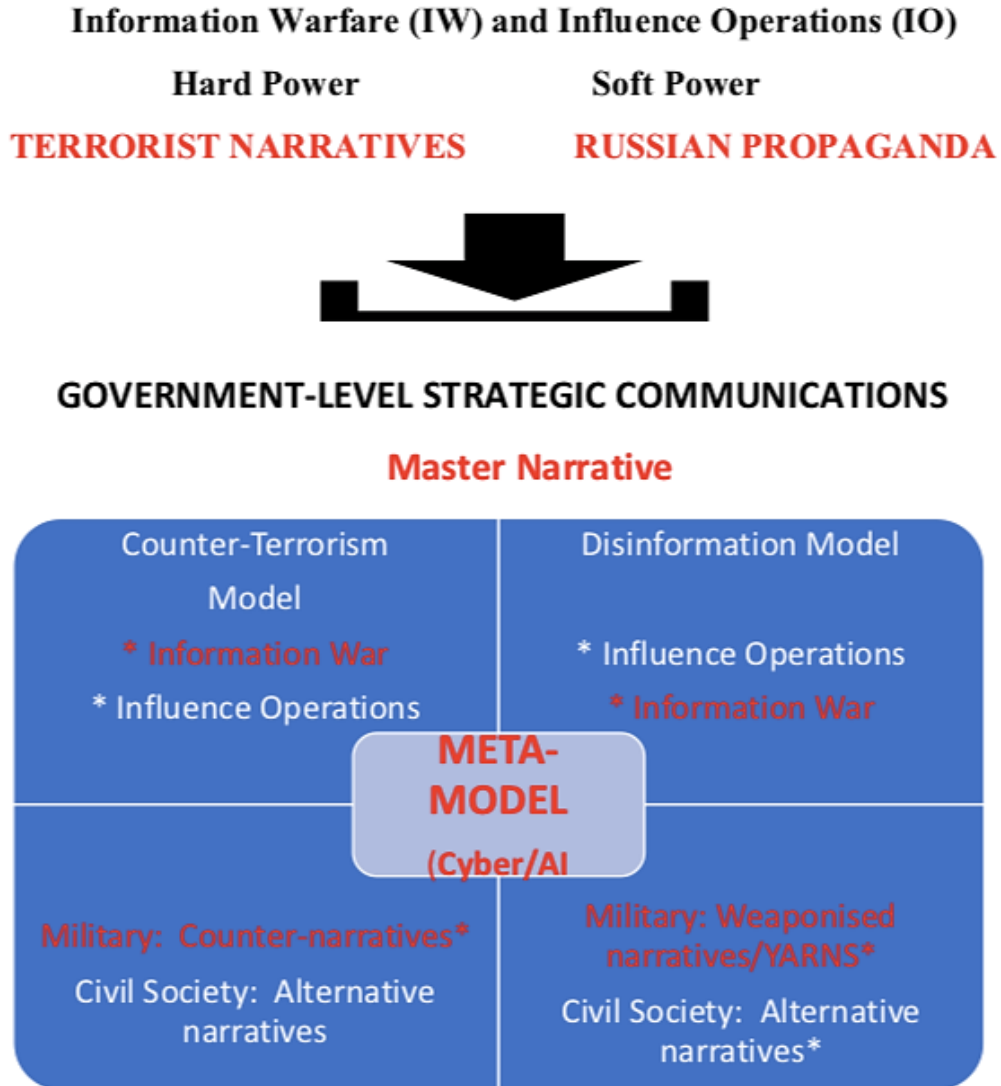 Information Warfare (IW) and Influence Operations (IO)
Hard Power Soft Power
TERRORIST NARRATIVES RUSSIAN PROPAGANDA
GOVERNMENT-LEVEL STRATEGIC COMMUNICATIONS
Master Narrative
Counter-Terrorism
Model
* Information War
* Influence Operations
Disinformation Model
* Influence Operations
* Information War
META-
MODEL
(Cyber/AI
Military: Counter-narratives*
Civil Society: Alternative
narratives
Military: Weaponised
narratives/YARNS*
Civil Society: Alternative
narratives*